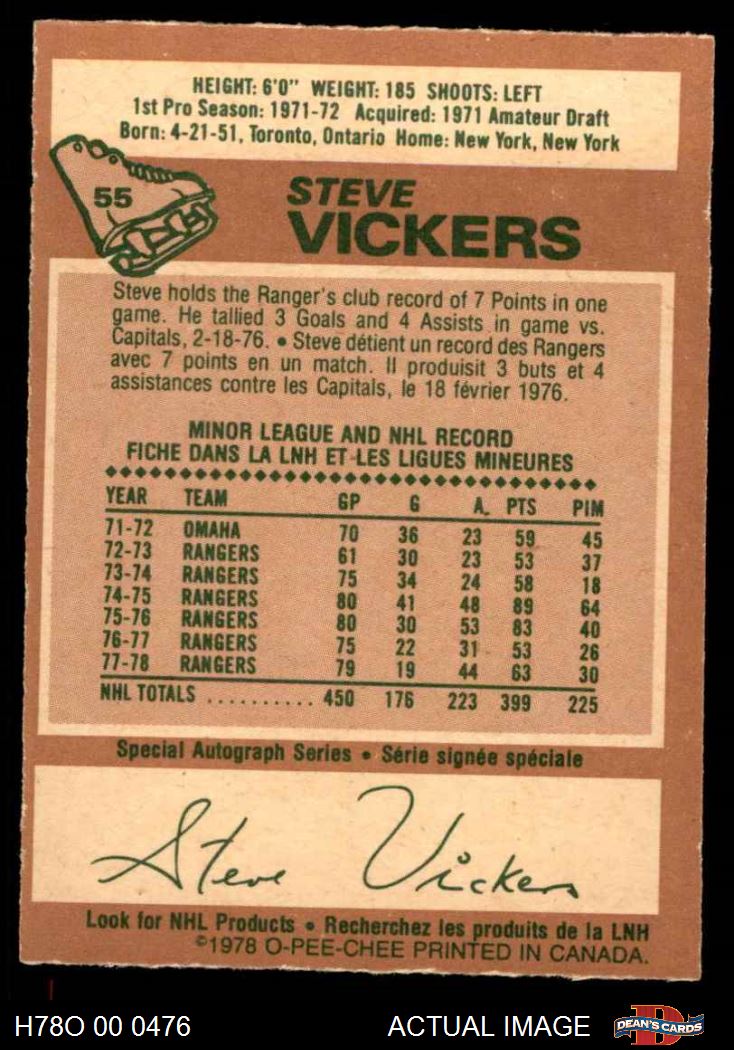 HEIGHT: 6'0" WEIGHT: 185 SHOOTS: LEFT
1st Pro Season: 1971-72 Acquired: 1971 Amateur Draft
Born: 4-21-51, Toronto, Ontario Home: New York, New York
55
STEVE
VICKERS
Steve holds the Ranger's club record of 7 Points in one
game. He tallied 3 Goals and 4 Assists in game vs.
Capitals, 2-18-76. • Steve détient un record des Rangers
avec 7 points en un match. Il produisit 3 buts et 4
assistances contre les Capitals, le 18 février 1976.
MINOR LEAGUE AND NHL RECORD
FICHE DANS LA LNH ET LES LIGUES MINEURES
YEAR TEAM GP G A. PTS PIM
71-72 OMAHA 70 36 23 59 45
72-73 RANGERS 61 30 23 53 37
73-74 RANGERS 75 34 24 58 18
74-75 RANGERS 80 41 48 89 64
75-76 RANGERS 80 30 53 83 40
76-77 RANGERS 75 22 31 53 26
77-78 RANGERS 79 19 44 63 30
NHL TOTALS .......... 450 176 223 399 225
Special Autograph Series • Série signée spéciale
Steve Vickers
Look for NHL Products • Recherchez les produits de la LNH
©1978 O-PEE-CHEE PRINTED IN CANADA.
H78O 00 0476 ACTUAL IMAGE D DEAN'S CARDS